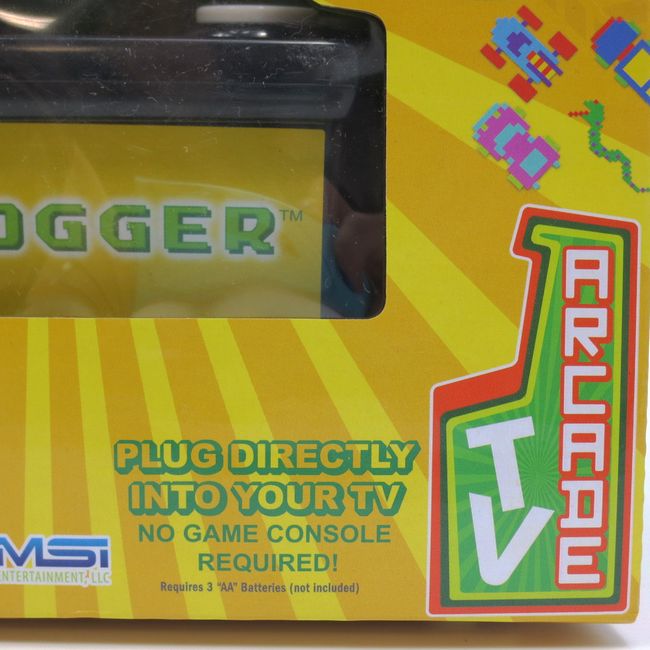 OGGER™
ARCADE
TV
PLUG DIRECTLY
INTO YOUR TV
NO GAME CONSOLE
REQUIRED!
Requires 3 "AA" Batteries (not included)
MSi
ENTERTAINMENT, LLC